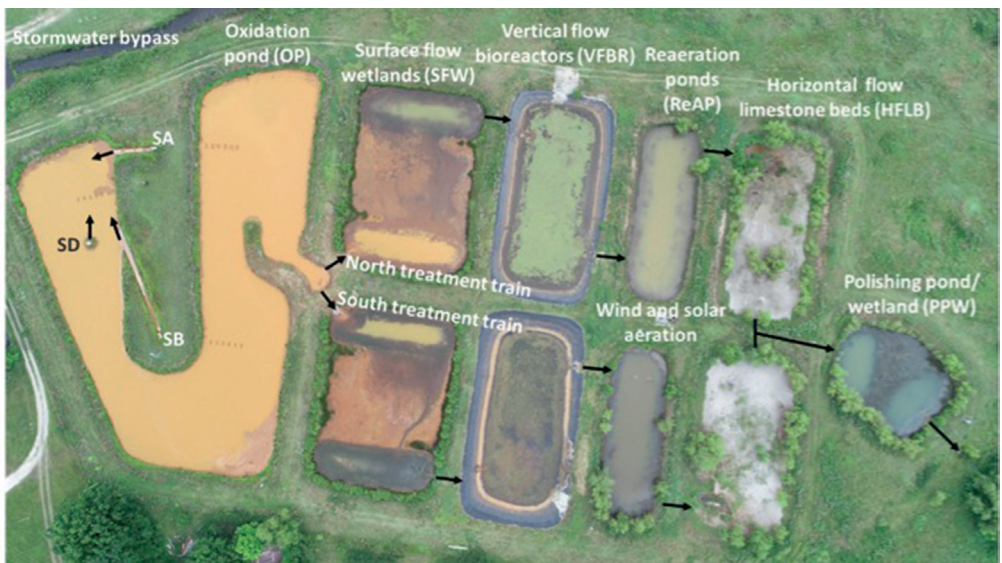 Stormwater bypass
Oxidation
pond (OP)
Surface flow
wetlands (SFW)
Vertical flow
bioreactors (VFBR)
Reaeration
ponds
(ReAP)
Horizontal flow
limestone beds (HFLB)
SA
SD
SB
North treatment train
South treatment train
Wind and solar
aeration
Polishing pond/
wetland (PPW)